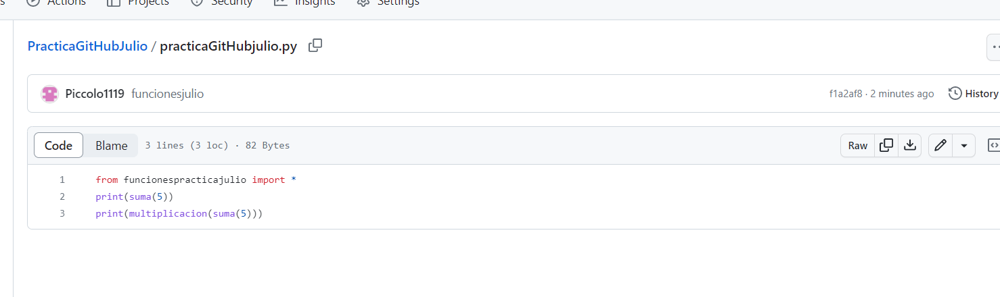 s Actions Projects Security Insights Settings
PracticaGitHubJulio / practicaGitHubjulio.py
Piccolo1119 funcionesjulio f1a2af8 · 2 minutes ago History
Code Blame 3 lines (3 loc) · 82 Bytes Raw
1 from funcionespracticajulio import *
2 print(suma(5))
3 print(multiplicacion(suma(5)))